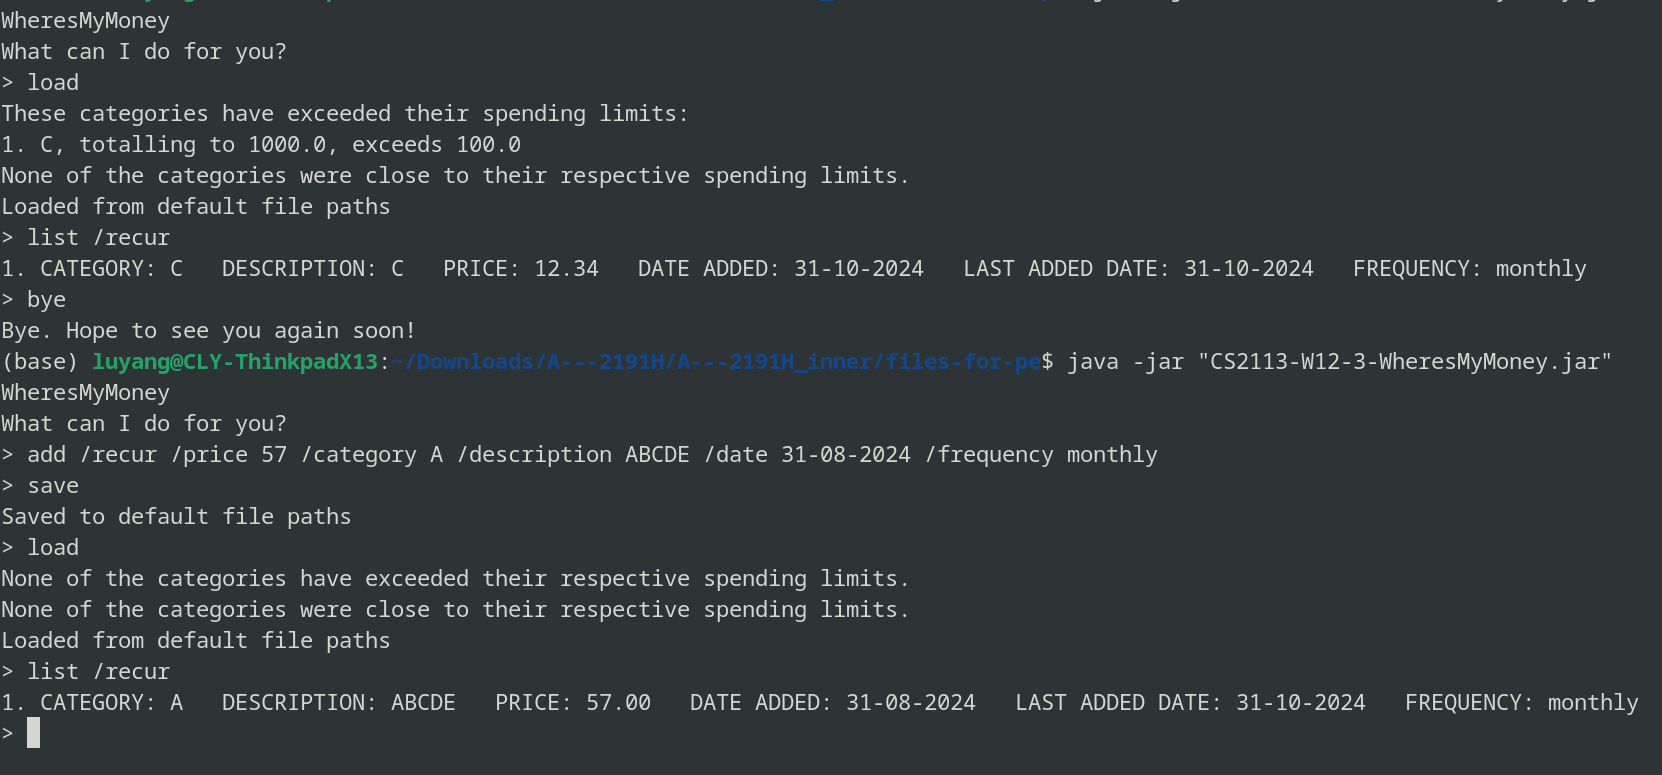 WheresMyMoney
What can I do for you?
> load
These categories have exceeded their spending limits:
1. C, totalling to 1000.0, exceeds 100.0
None of the categories were close to their respective spending limits.
Loaded from default file paths
> list /recur
1. CATEGORY: C   DESCRIPTION: C   PRICE: 12.34   DATE ADDED: 31-10-2024   LAST ADDED DATE: 31-10-2024   FREQUENCY: monthly
> bye
Bye. Hope to see you again soon!
(base) luyang@CLY-ThinkpadX13:~/Downloads/A---2191H/A---2191H_inner/files-for-pe$ java -jar "CS2113-W12-3-WheresMyMoney.jar"
WheresMyMoney
What can I do for you?
> add /recur /price 57 /category A /description ABCDE /date 31-08-2024 /frequency monthly
> save
Saved to default file paths
> load
None of the categories have exceeded their respective spending limits.
None of the categories were close to their respective spending limits.
Loaded from default file paths
> list /recur
1. CATEGORY: A   DESCRIPTION: ABCDE   PRICE: 57.00   DATE ADDED: 31-08-2024   LAST ADDED DATE: 31-10-2024   FREQUENCY: monthly
>